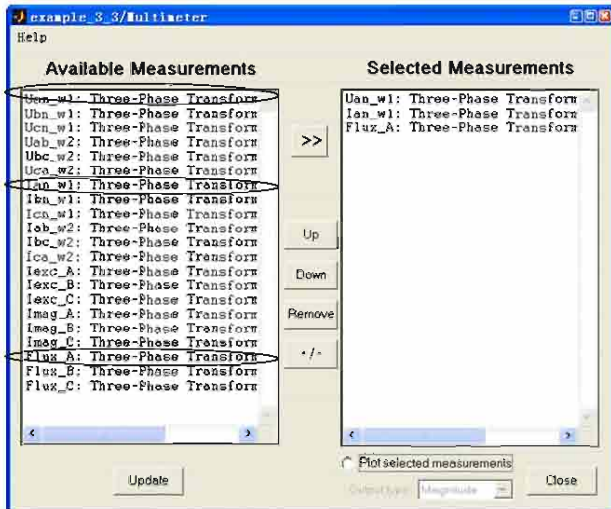 example_3_3/Multimeter
Help
Available Measurements
Uan_w1: Three-Phase Transform
Ubn_w1: Three-Phase Transform
Ucn_w1: Three-Phase Transform
Uab_w2: Three-Phase Transform
Ubc_w2: Three-Phase Transform
Uca_w2: Three-Phase Transform
Ian_w1: Three-Phase Transform
Ibn_w1: Three-Phase Transform
Icn_w1: Three-Phase Transform
Iab_w2: Three-Phase Transform
Ibc_w2: Three-Phase Transform
Ica_w2: Three-Phase Transform
Iexc_A: Three-Phase Transform
Iexc_B: Three-Phase Transform
Iexc_C: Three-Phase Transform
Imag_A: Three-Phase Transform
Imag_B: Three-Phase Transform
Imag_C: Three-Phase Transform
Flux_A: Three-Phase Transform
Flux_B: Three-Phase Transform
Flux_C: Three-Phase Transform
Update
>>
Up
Down
Remove
+/-
Selected Measurements
Uan_w1: Three-Phase Transform
Ian_w1: Three-Phase Transform
Flux_A: Three-Phase Transform
Plot selected measurements
Output type: Magnitude
Close